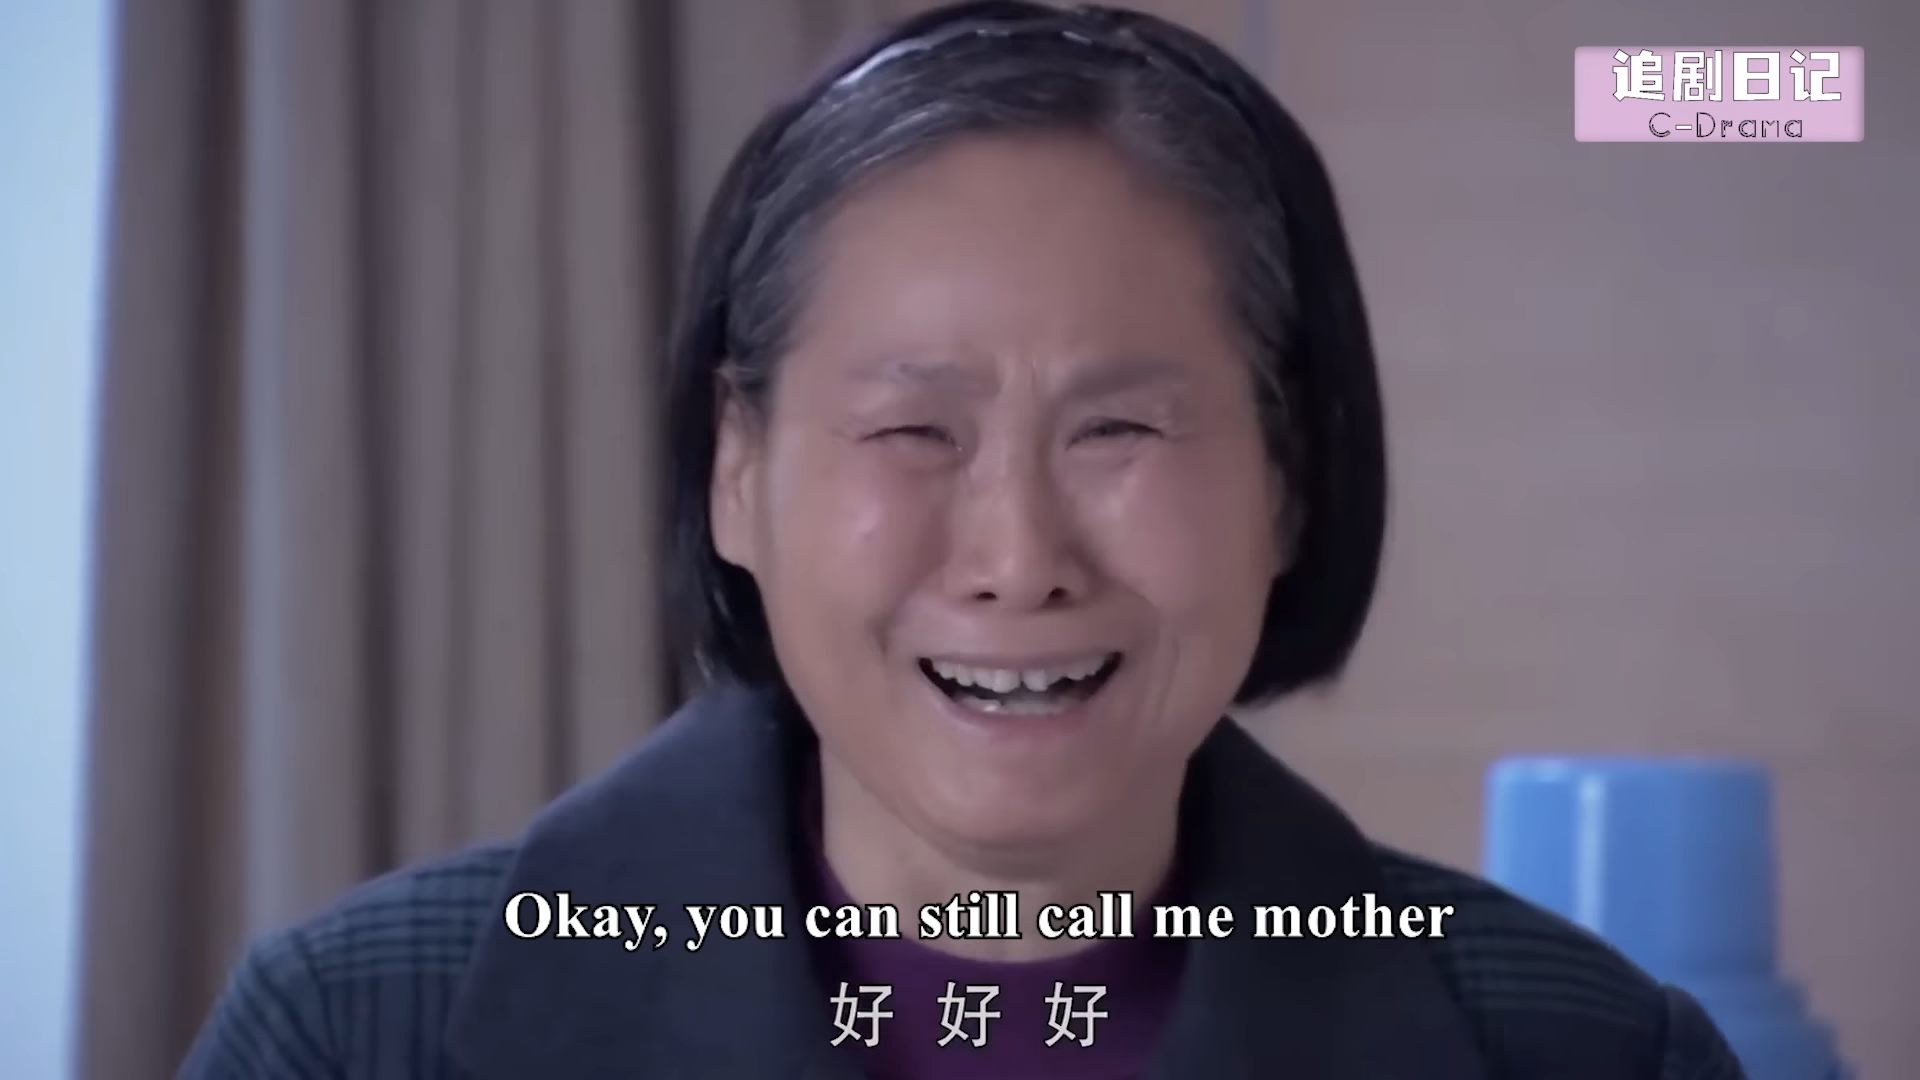 追剧日记
C-Drama
Okay, you can still call me mother
好 好 好